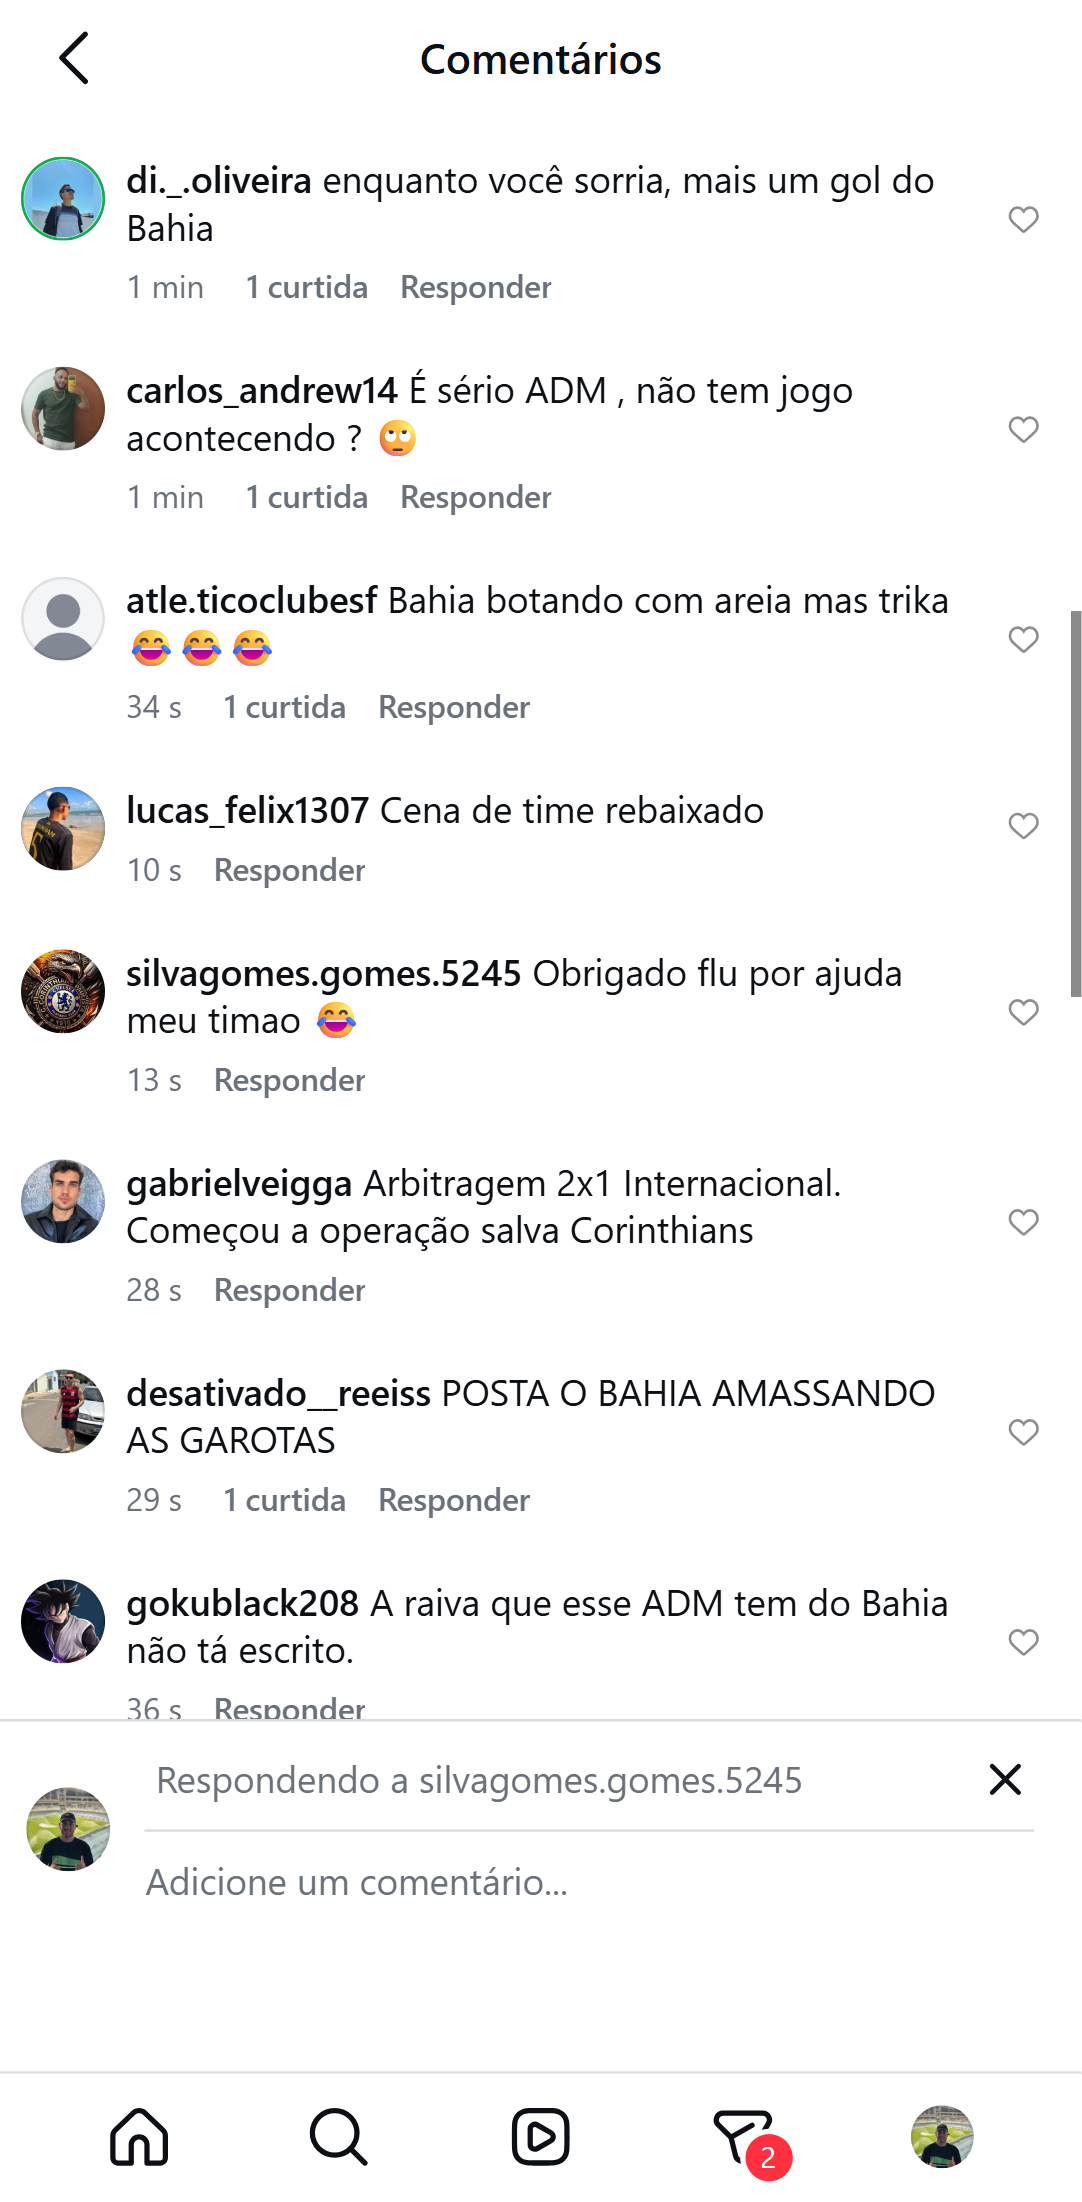 Comentários
di._.oliveira enquanto você sorria, mais um gol do
Bahia
1 min 1 curtida Responder
carlos_andrew14 É sério ADM , não tem jogo
acontecendo ? 🙄
1 min 1 curtida Responder
atle.ticoclubesf Bahia botando com areia mas trika
😂😂😂
34 s 1 curtida Responder
lucas_felix1307 Cena de time rebaixado
10 s Responder
silvagomes.gomes.5245 Obrigado flu por ajuda
meu timao 😂
13 s Responder
gabrielveigga Arbitragem 2x1 Internacional.
Começou a operação salva Corinthians
28 s Responder
desativado__reeiss POSTA O BAHIA AMASSANDO
AS GAROTAS
29 s 1 curtida Responder
gokublack208 A raiva que esse ADM tem do Bahia
não tá escrito.
36 s Responder
Respondendo a silvagomes.gomes.5245
Adicione um comentário...
2